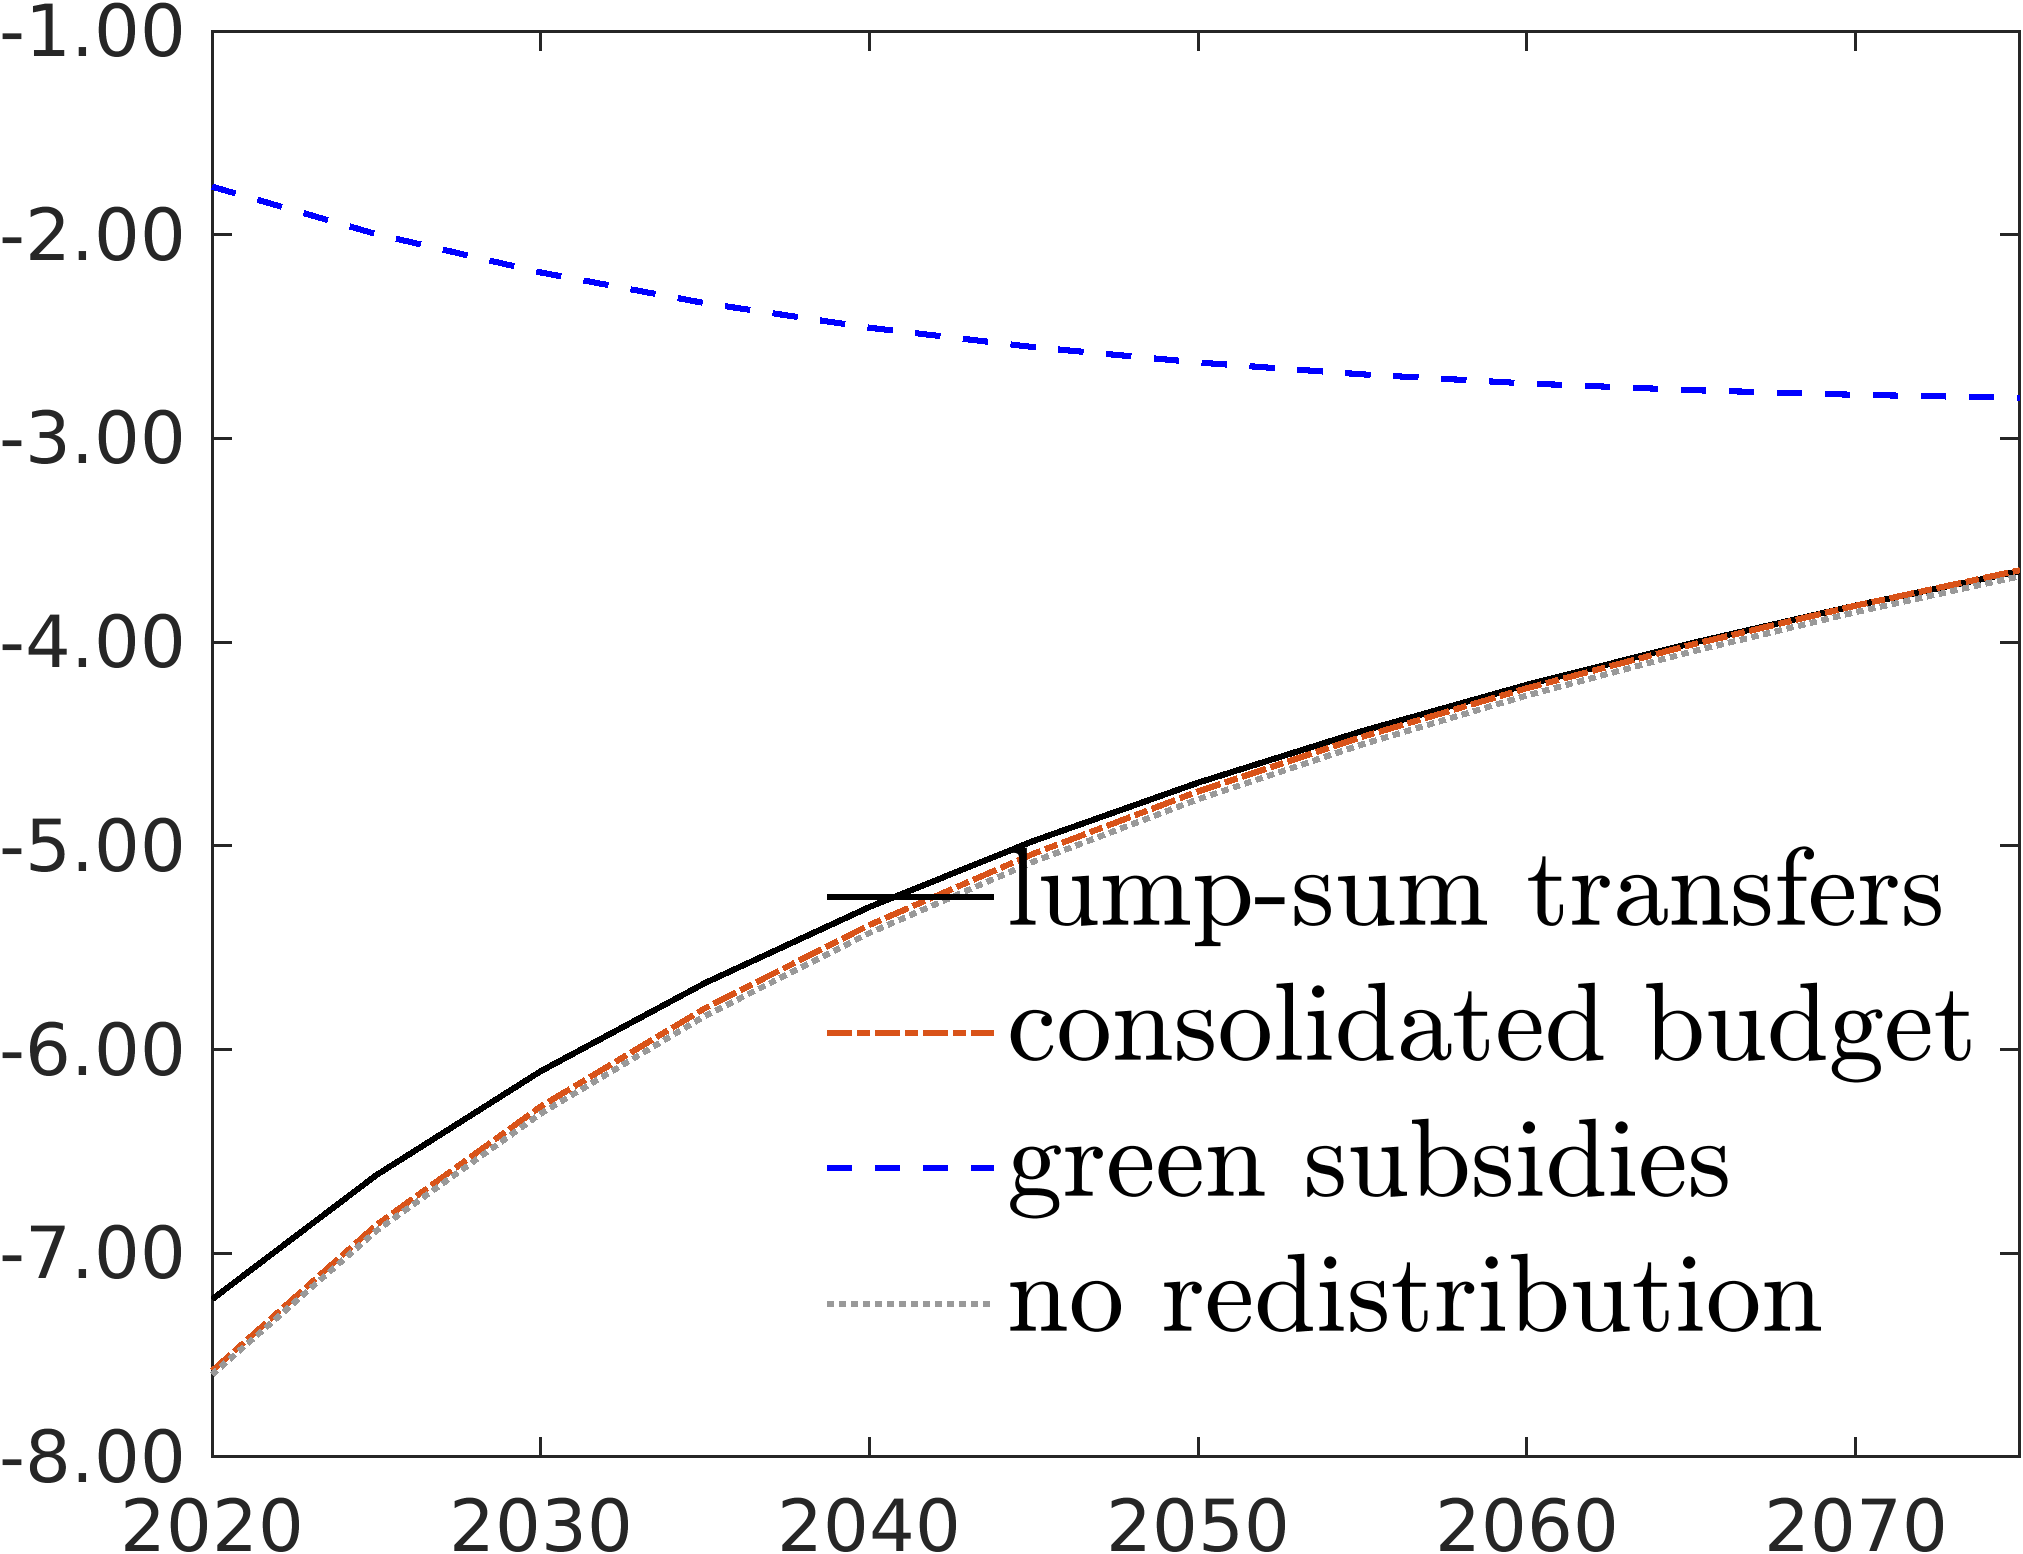 -1.00
-2.00
-3.00
-4.00
-5.00
-6.00
-7.00
-8.00
2020 2030 2040 2050 2060 2070
lump-sum transfers
consolidated budget
green subsidies
no redistribution